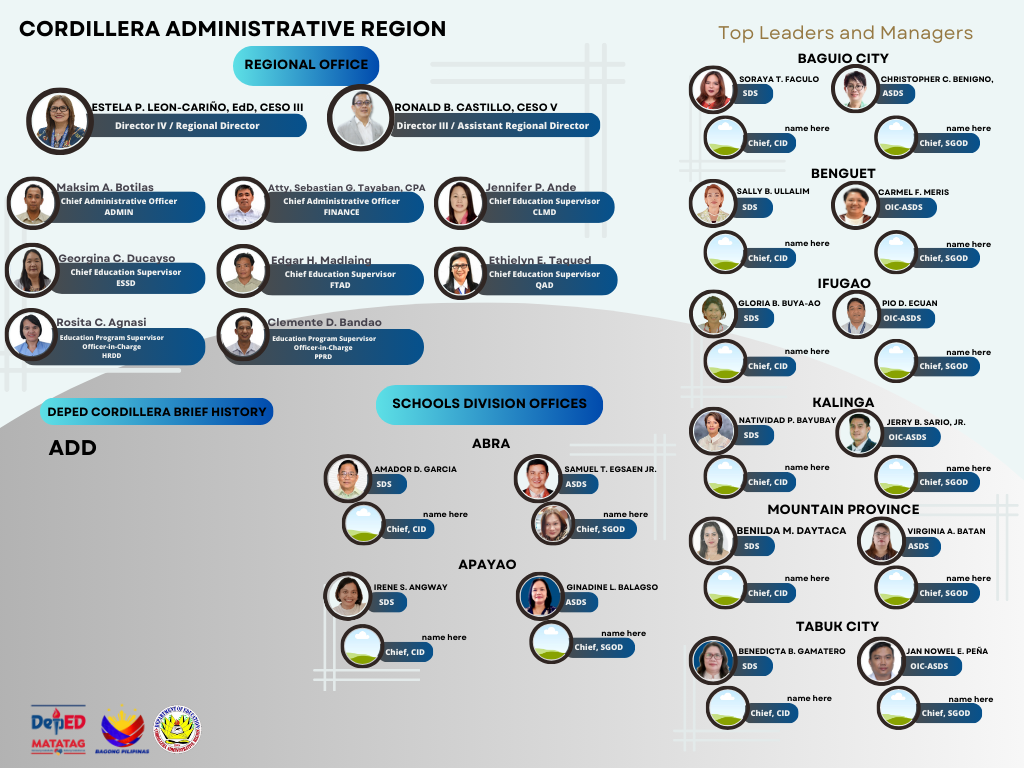 CORDILLERA ADMINISTRATIVE REGION
REGIONAL OFFICE
ESTELA P. LEON-CARIÑO, EdD, CESO III
Director IV / Regional Director
RONALD B. CASTILLO, CESO V
Director III / Assistant Regional Director
Maksim A. Botilas
Chief Administrative Officer
ADMIN
Atty, Sebastian G. Tayaban, CPA
Chief Administrative Officer
FINANCE
Jennifer P. Ande
Chief Education Supervisor
CLMD
Georgina C. Ducayso
Chief Education Supervisor
ESSD
Edgar H. Madlaing
Chief Education Supervisor
FTAD
Ethielyn E. Taqued
Chief Education Supervisor
QAD
Rosita C. Agnasi
Education Program Supervisor
Officer-in-Charge
HRDD
Clemente D. Bandao
Education Program Supervisor
Officer-in-Charge
PPRD
DEPED CORDILLERA BRIEF HISTORY
ADD
SCHOOLS DIVISION OFFICES
ABRA
AMADOR D. GARCIA
SDS
SAMUEL T. EGSAEN JR.
ASDS
name here
Chief, CID
name here
Chief, SGOD
APAYAO
IRENE S. ANGWAY
SDS
GINADINE L. BALAGSO
ASDS
name here
Chief, CID
name here
Chief, SGOD
Top Leaders and Managers
BAGUIO CITY
SORAYA T. FACULO
SDS
CHRISTOPHER C. BENIGNO,
ASDS
name here
Chief, CID
name here
Chief, SGOD
BENGUET
SALLY B. ULLALIM
SDS
CARMEL F. MERIS
OIC-ASDS
name here
Chief, CID
name here
Chief, SGOD
IFUGAO
GLORIA B. BUYA-AO
SDS
PIO D. ECUAN
OIC-ASDS
name here
Chief, CID
name here
Chief, SGOD
KALINGA
NATIVIDAD P. BAYUBAY
SDS
JERRY B. SARIO, JR.
OIC-ASDS
name here
Chief, CID
name here
Chief, SGOD
MOUNTAIN PROVINCE
BENILDA M. DAYTACA
SDS
VIRGINIA A. BATAN
ASDS
name here
Chief, CID
name here
Chief, SGOD
TABUK CITY
BENEDICTA B. GAMATERO
SDS
JAN NOWEL E. PEÑA
OIC-ASDS
name here
Chief, CID
name here
Chief, SGOD
DepED
MATATAG
BAGONG PILIPINAS
DEPARTMENT OF EDUCATION